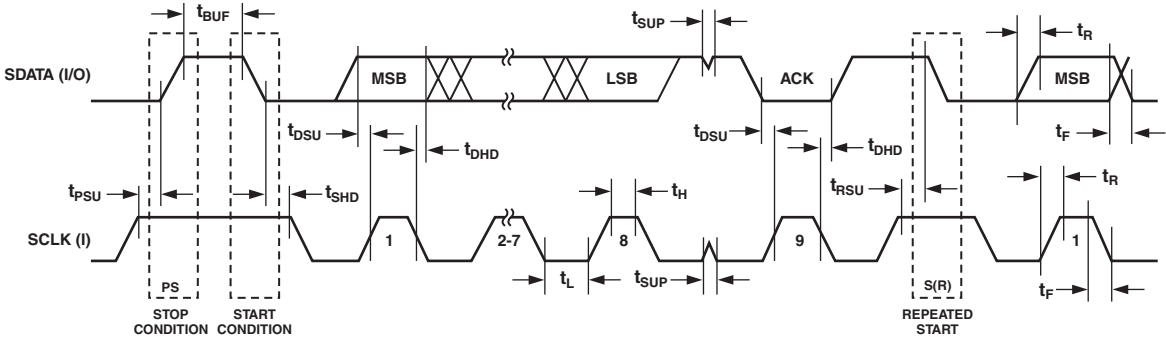 tBUF
tSUP
tR
SDATA (I/O)
MSB
LSB
ACK
MSB
tDSU
tDHD
tDSU
tDHD
tF
tPSU
tSHD
tH
tRSU
tR
SCLK (I)
1
2-7
8
9
1
tL
tSUP
tF
PS
S(R)
STOP
CONDITION
START
CONDITION
REPEATED
START